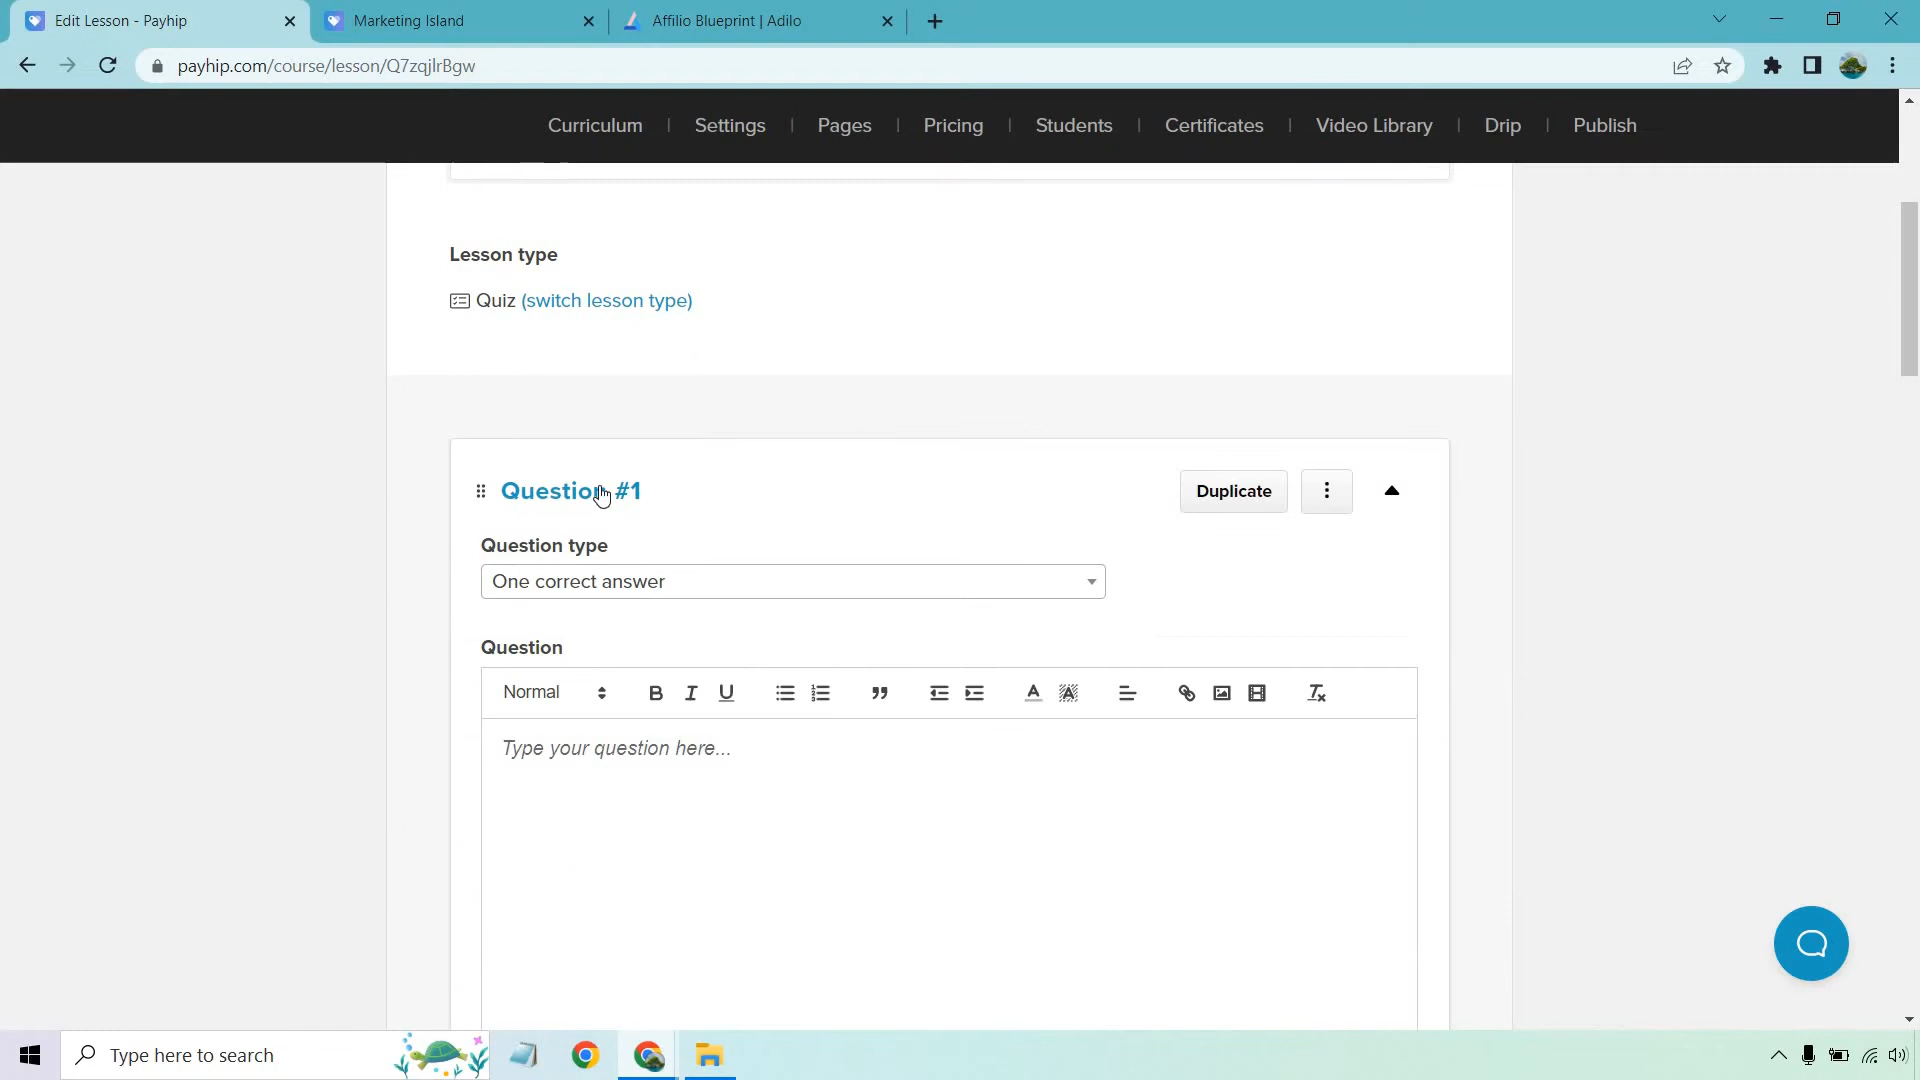 Edit Lesson - Payhip
Marketing Island
Affilio Blueprint | Adilo
payhip.com/course/lesson/Q7zqjlrBgw
Curriculum | Settings | Pages | Pricing | Students | Certificates | Video Library | Drip | Publish
Lesson type
Quiz (switch lesson type)
Question #1
Duplicate
Question type
One correct answer
Question
Normal
Type your question here...
Type here to search